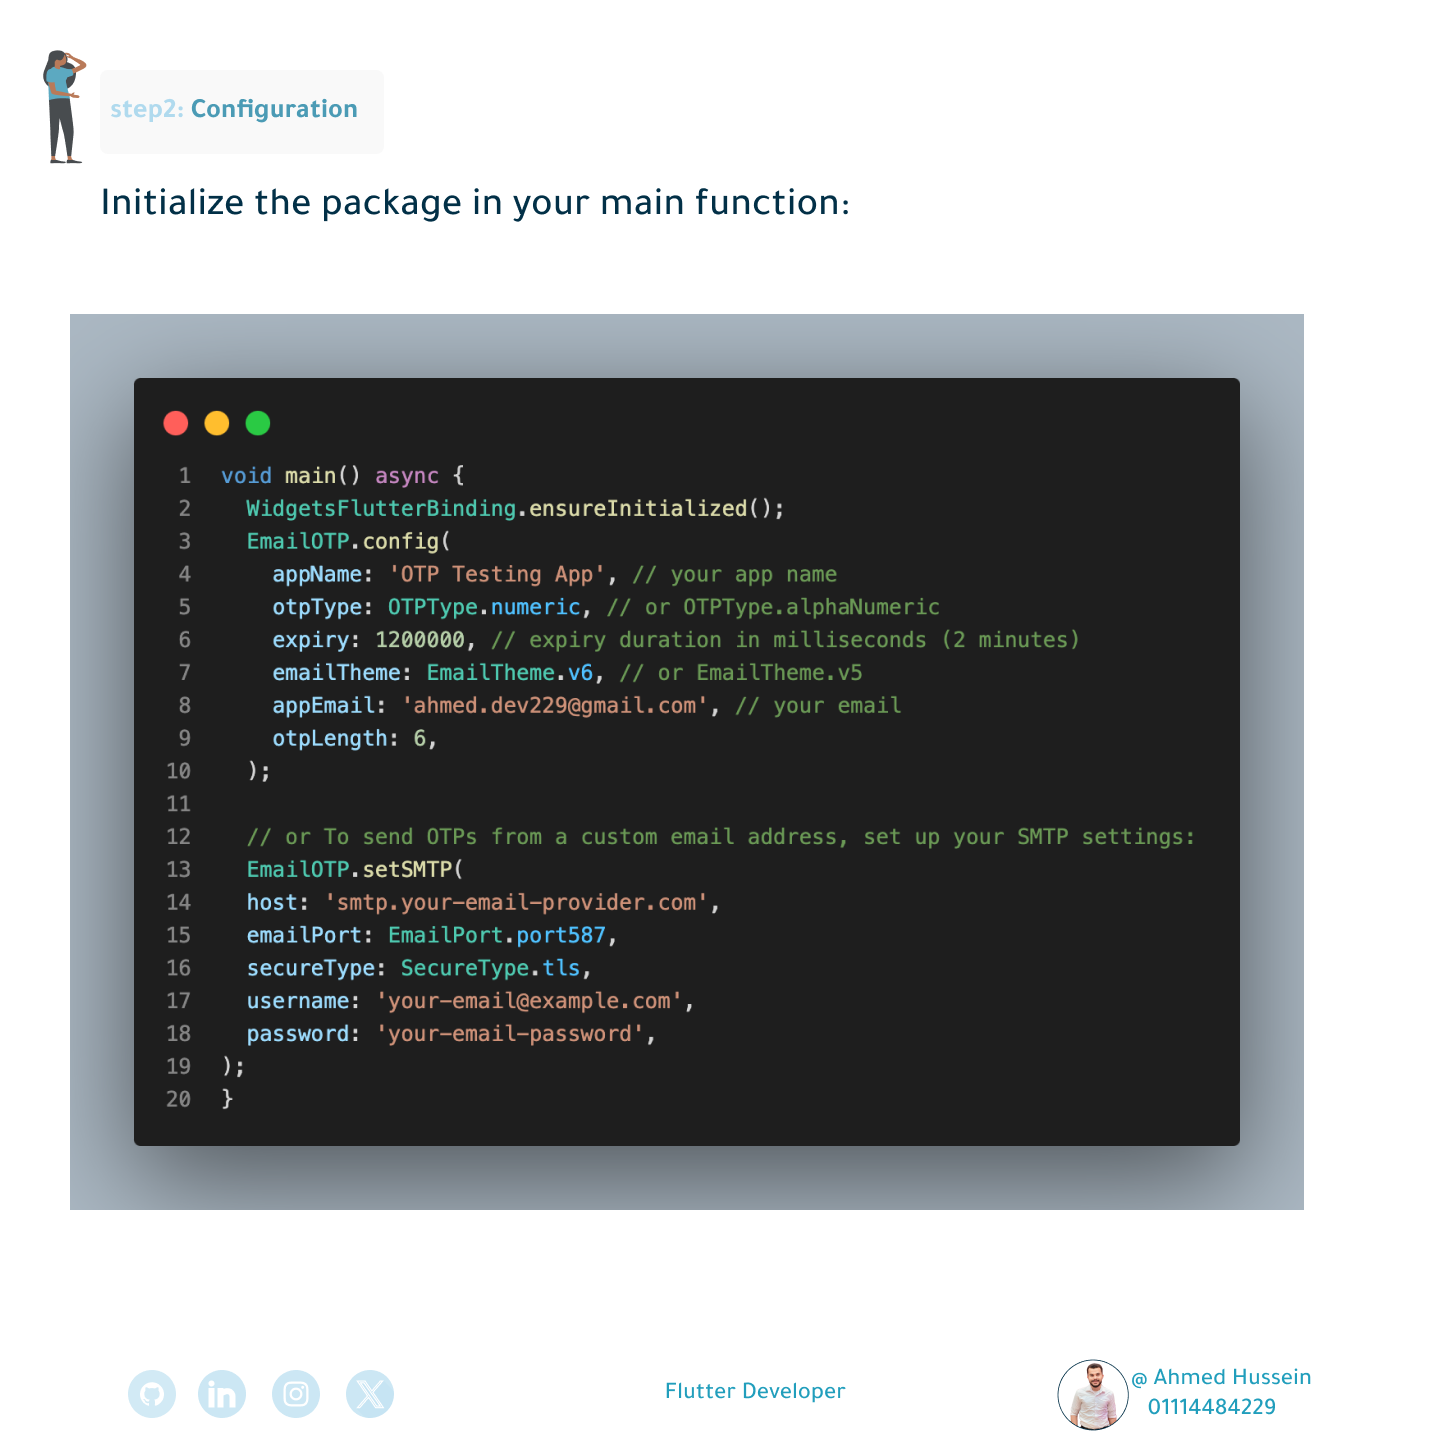 step2: Configuration
Initialize the package in your main function:
1 void main() async {
2   WidgetsFlutterBinding.ensureInitialized();
3   EmailOTP.config(
4     appName: 'OTP Testing App', // your app name
5     otpType: OTPType.numeric, // or OTPType.alphaNumeric
6     expiry: 1200000, // expiry duration in milliseconds (2 minutes)
7     emailTheme: EmailTheme.v6, // or EmailTheme.v5
8     appEmail: 'ahmed.dev229@gmail.com', // your email
9     otpLength: 6,
10   );
11
12   // or To send OTPs from a custom email address, set up your SMTP settings:
13   EmailOTP.setSMTP(
14   host: 'smtp.your-email-provider.com',
15   emailPort: EmailPort.port587,
16   secureType: SecureType.tls,
17   username: 'your-email@example.com',
18   password: 'your-email-password',
19 );
20 }
Flutter Developer
@ Ahmed Hussein
01114484229